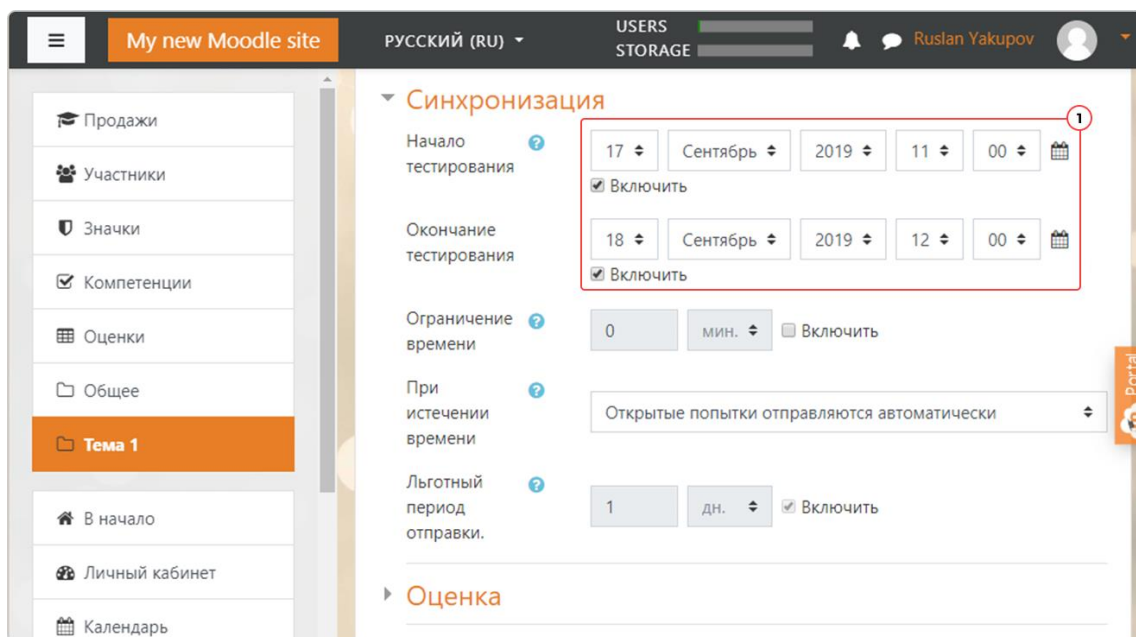 My new Moodle site
РУССКИЙ (RU)
USERS
STORAGE
Ruslan Yakupov
Продажи
Участники
Значки
Компетенции
Оценки
Общее
Тема 1
В начало
Личный кабинет
Календарь
Синхронизация
1
Начало
тестирования
17 Сентябрь 2019 11 00
Включить
Окончание
тестирования
18 Сентябрь 2019 12 00
Включить
Ограничение
времени
0 мин. Включить
При
истечении
времени
Открытые попытки отправляются автоматически
Льготный
период
отправки.
1 дн. Включить
Оценка
Portal